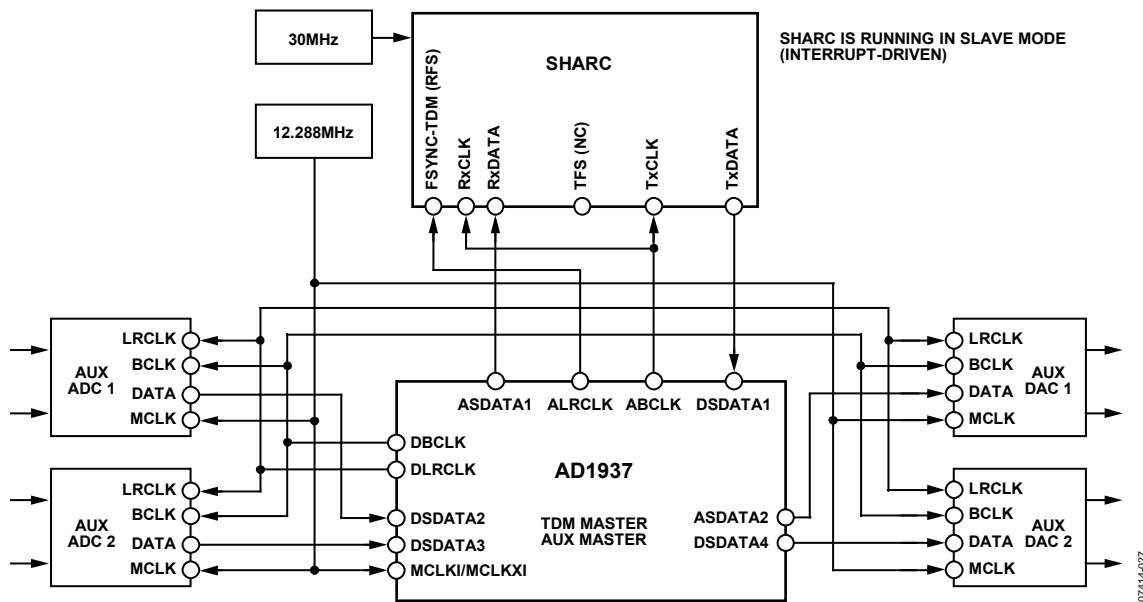 30MHz
SHARC
SHARC IS RUNNING IN SLAVE MODE
(INTERRUPT-DRIVEN)
12.288MHz
FSYNC-TDM (RFS)
RxCLK
RxDATA
TFS (NC)
TxCLK
TxDATA
AUX
ADC 1
LRCLK
BCLK
DATA
MCLK
AUX
ADC 2
LRCLK
BCLK
DATA
MCLK
ASDATA1
ALRCLK
ABCLK
DSDATA1
DBCLK
DLRCLK
DSDATA2
DSDATA3
MCLKI/MCLKXI
AD1937
TDM MASTER
AUX MASTER
ASDATA2
DSDATA4
LRCLK
BCLK
DATA
MCLK
AUX
DAC 1
LRCLK
BCLK
DATA
MCLK
AUX
DAC 2
07414-027